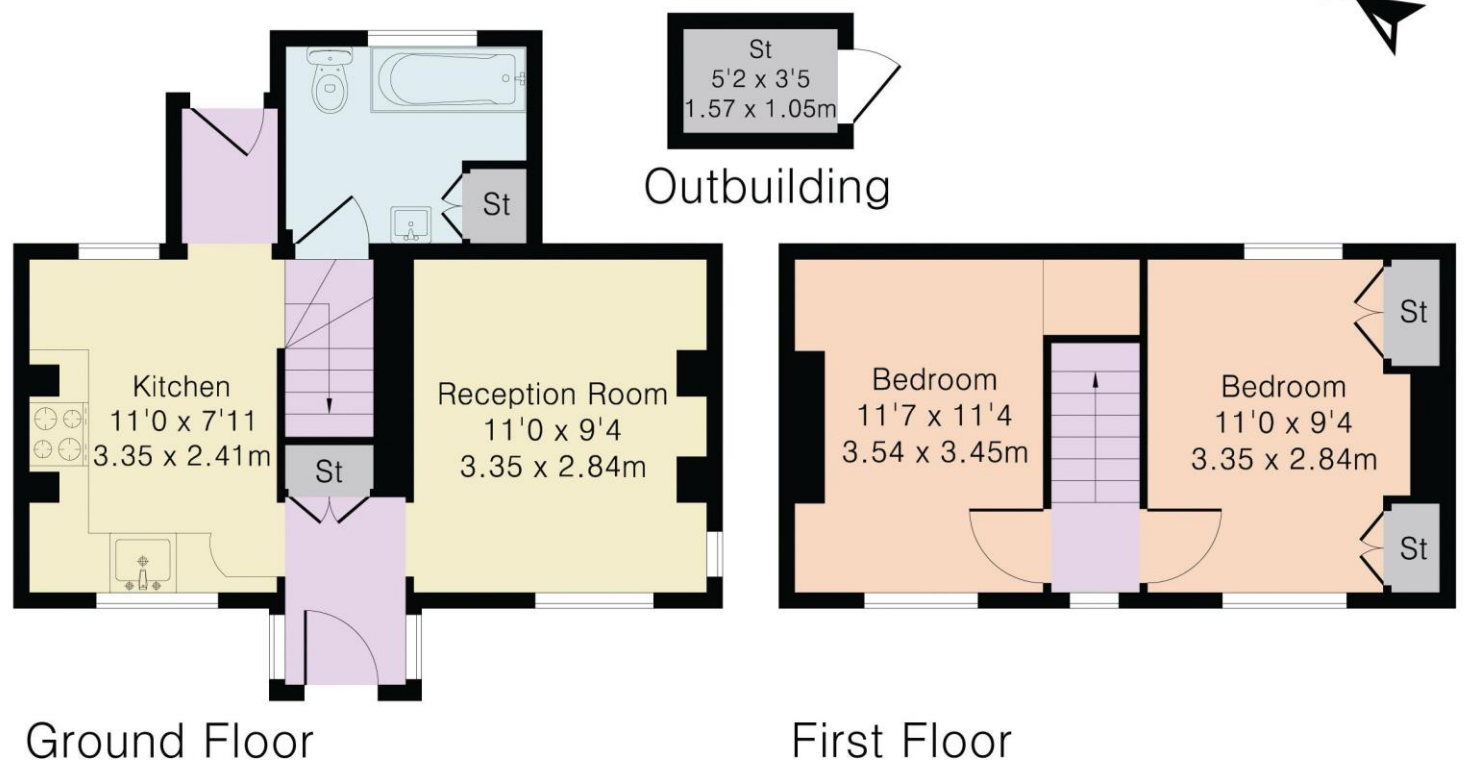 St
5'2 x 3'5
1.57 x 1.05m
Outbuilding
St
Kitchen
11'0 x 7'11
3.35 x 2.41m
St
Reception Room
11'0 x 9'4
3.35 x 2.84m
Ground Floor
Bedroom
11'7 x 11'4
3.54 x 3.45m
Bedroom
11'0 x 9'4
3.35 x 2.84m
St
St
First Floor